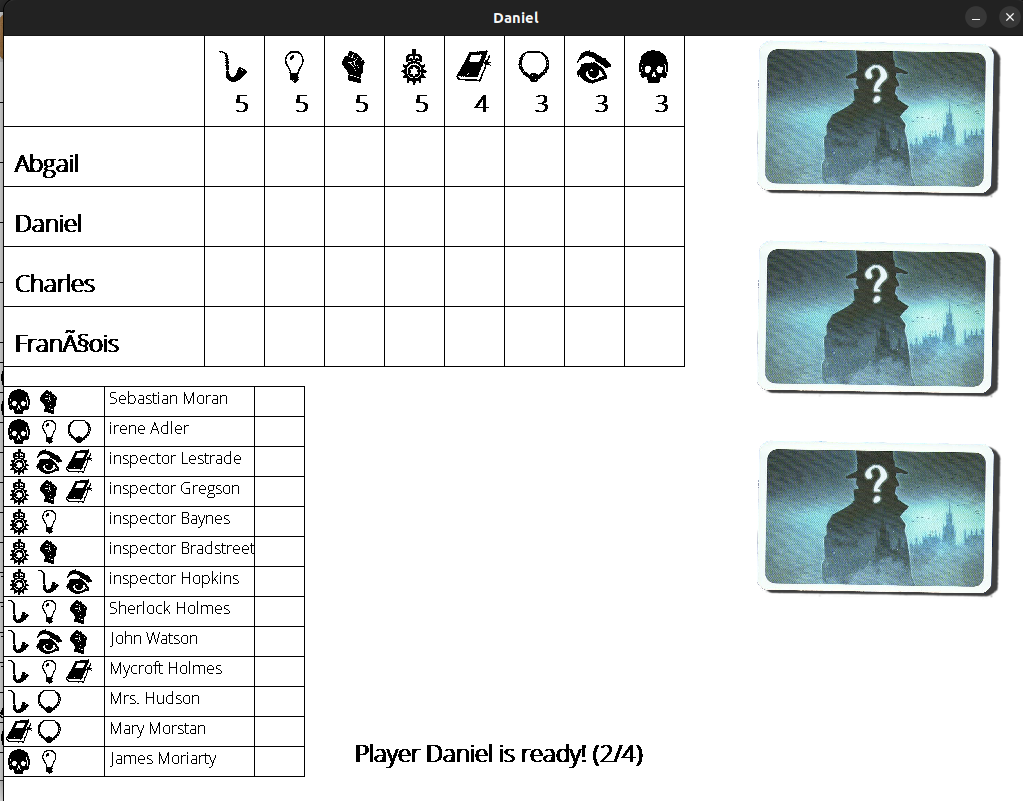 Daniel
5 5 5 5 4 3 3 3
Abgail
Daniel
Charles
FranÃ§ois
Sebastian Moran
irene Adler
inspector Lestrade
inspector Gregson
inspector Baynes
inspector Bradstreet
inspector Hopkins
Sherlock Holmes
John Watson
Mycroft Holmes
Mrs. Hudson
Mary Morstan
James Moriarty
?
?
?
Player Daniel is ready! (2/4)